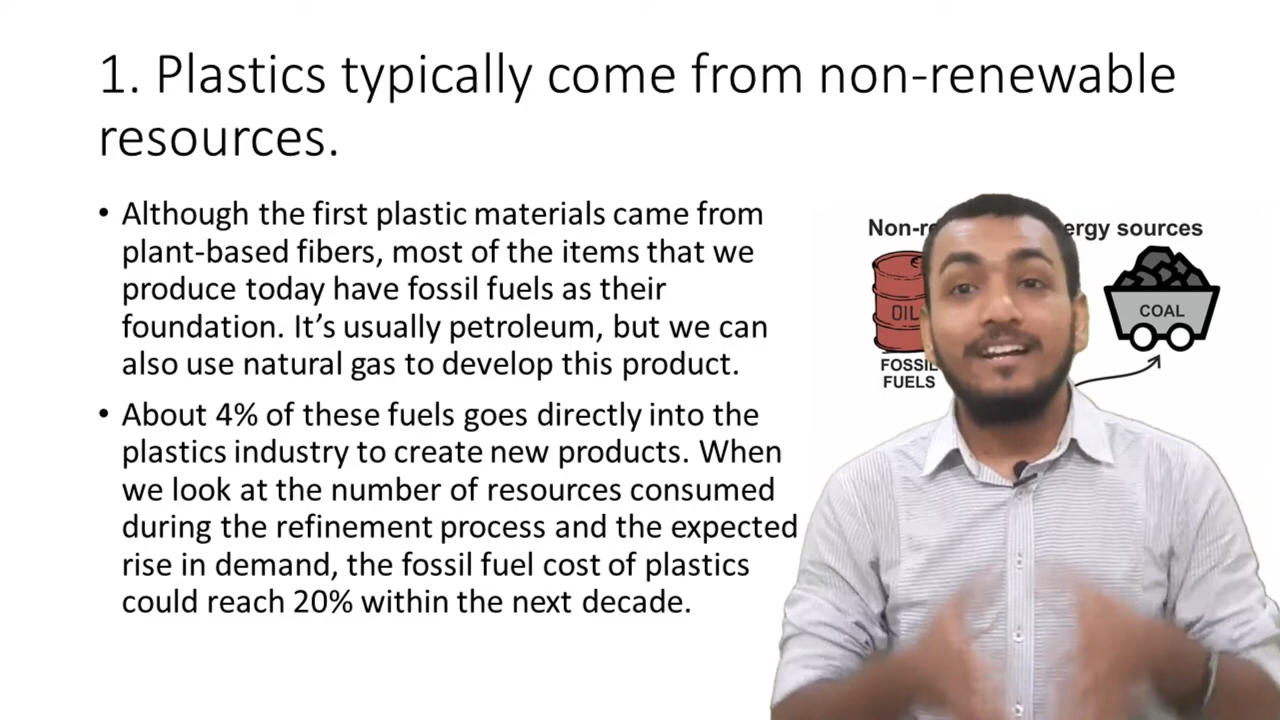 1. Plastics typically come from non-renewable
resources.
• Although the first plastic materials came from
plant-based fibers, most of the items that we
produce today have fossil fuels as their
foundation. It’s usually petroleum, but we can
also use natural gas to develop this product.
• About 4% of these fuels goes directly into the
plastics industry to create new products. When
we look at the number of resources consumed
during the refinement process and the expected
rise in demand, the fossil fuel cost of plastics
could reach 20% within the next decade.
sources
OIL
COAL
FOSSIL
FUELS